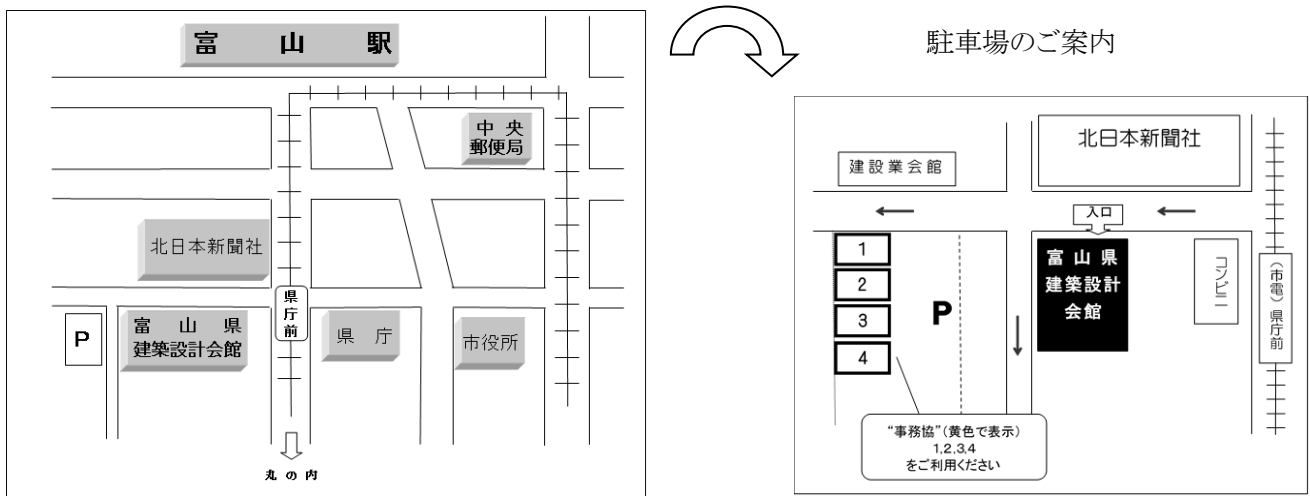 富 山 駅
中 央
郵便局
北日本新聞社
県庁前
P
富 山 県
建築設計会館
県 庁
市役所
丸 の 内
駐車場のご案内
北日本新聞社
建設業会館
入口
1
2
3
4
P
富 山 県
建築設計
会館
コンビニ
（市電）県庁前
“事務協”（黄色で表示）
1,2,3,4
をご利用ください